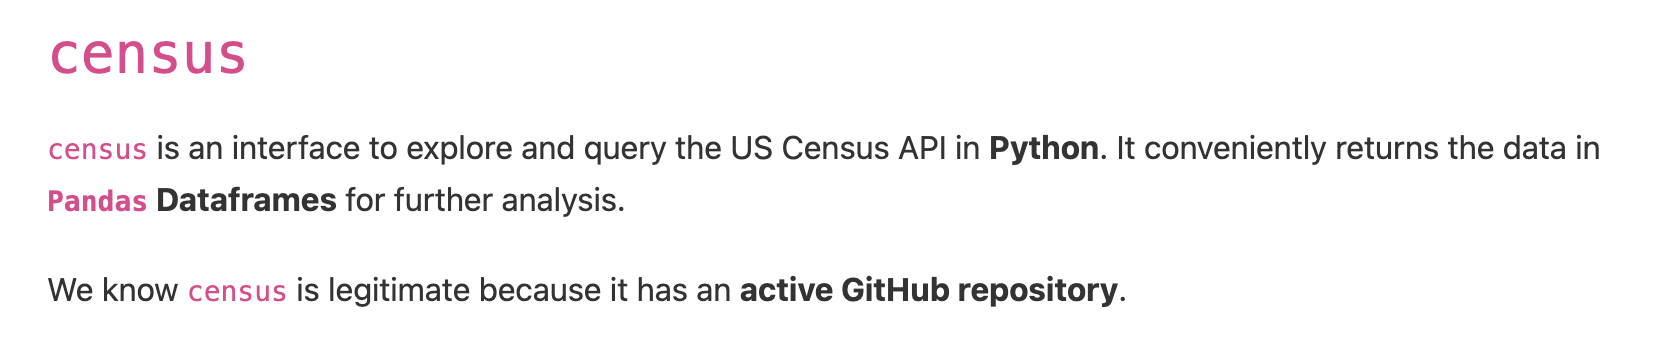 census
census is an interface to explore and query the US Census API in Python. It conveniently returns the data in
Pandas Dataframes for further analysis.
We know census is legitimate because it has an active GitHub repository.